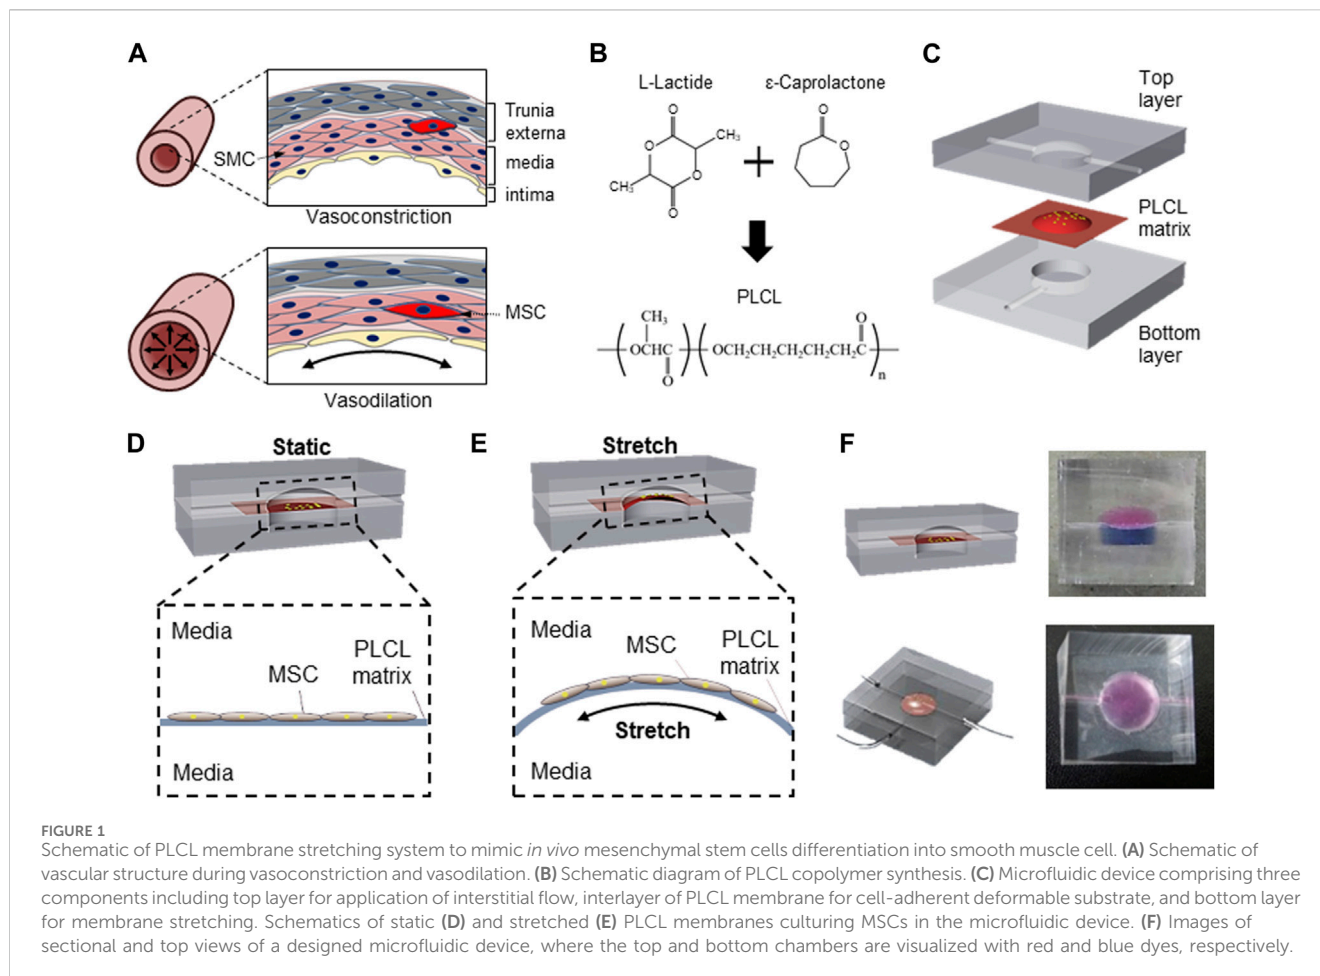 A
Trunia
externa
SMC
media
intima
Vasoconstriction
MSC
Vasodilation
B
L-Lactide
ε-Caprolactone
O
CH₃
O
O
CH₃
O
O
O
+
PLCL
CH₃
O
OCHC
OCH₂CH₂CH₂CH₂CH₂C
O
n
C
Top
layer
PLCL
matrix
Bottom
layer
D
Static
Media
PLCL
matrix
MSC
Media
E
Stretch
Media
MSC
PLCL
matrix
Stretch
Media
F
FIGURE 1
Schematic of PLCL membrane stretching system to mimic in vivo mesenchymal stem cells differentiation into smooth muscle cell. (A) Schematic of
vascular structure during vasoconstriction and vasodilation. (B) Schematic diagram of PLCL copolymer synthesis. (C) Microfluidic device comprising three
components including top layer for application of interstitial flow, interlayer of PLCL membrane for cell-adherent deformable substrate, and bottom layer
for membrane stretching. Schematics of static (D) and stretched (E) PLCL membranes culturing MSCs in the microfluidic device. (F) Images of
sectional and top views of a designed microfluidic device, where the top and bottom chambers are visualized with red and blue dyes, respectively.